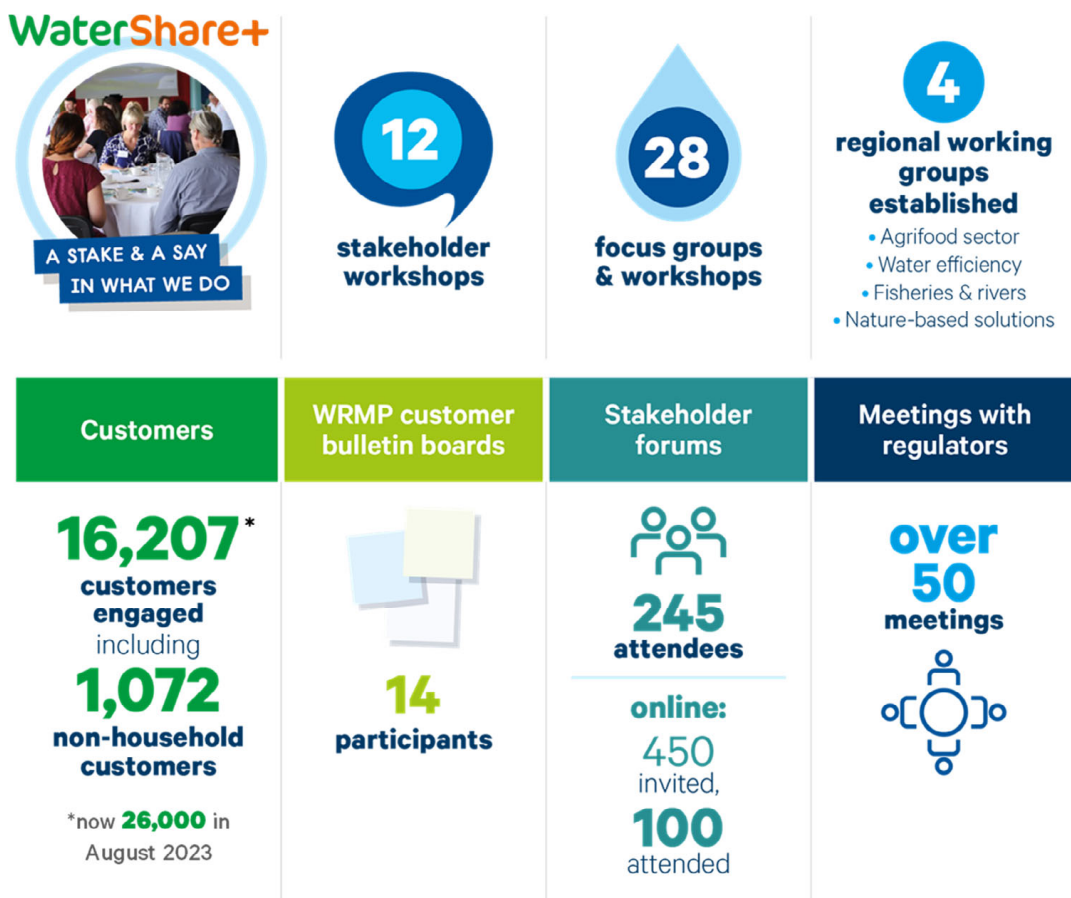 WaterShare+
A STAKE & A SAY
IN WHAT WE DO
12
stakeholder
workshops
28
focus groups
& workshops
4
regional working
groups
established
• Agrifood sector
• Water efficiency
• Fisheries & rivers
• Nature-based solutions
Customers
16,207*
customers
engaged
including
1,072
non-household
customers
*now 26,000 in
August 2023
WRMP customer
bulletin boards
14
participants
Stakeholder
forums
245
attendees
online:
450
invited,
100
attended
Meetings with
regulators
over
50
meetings